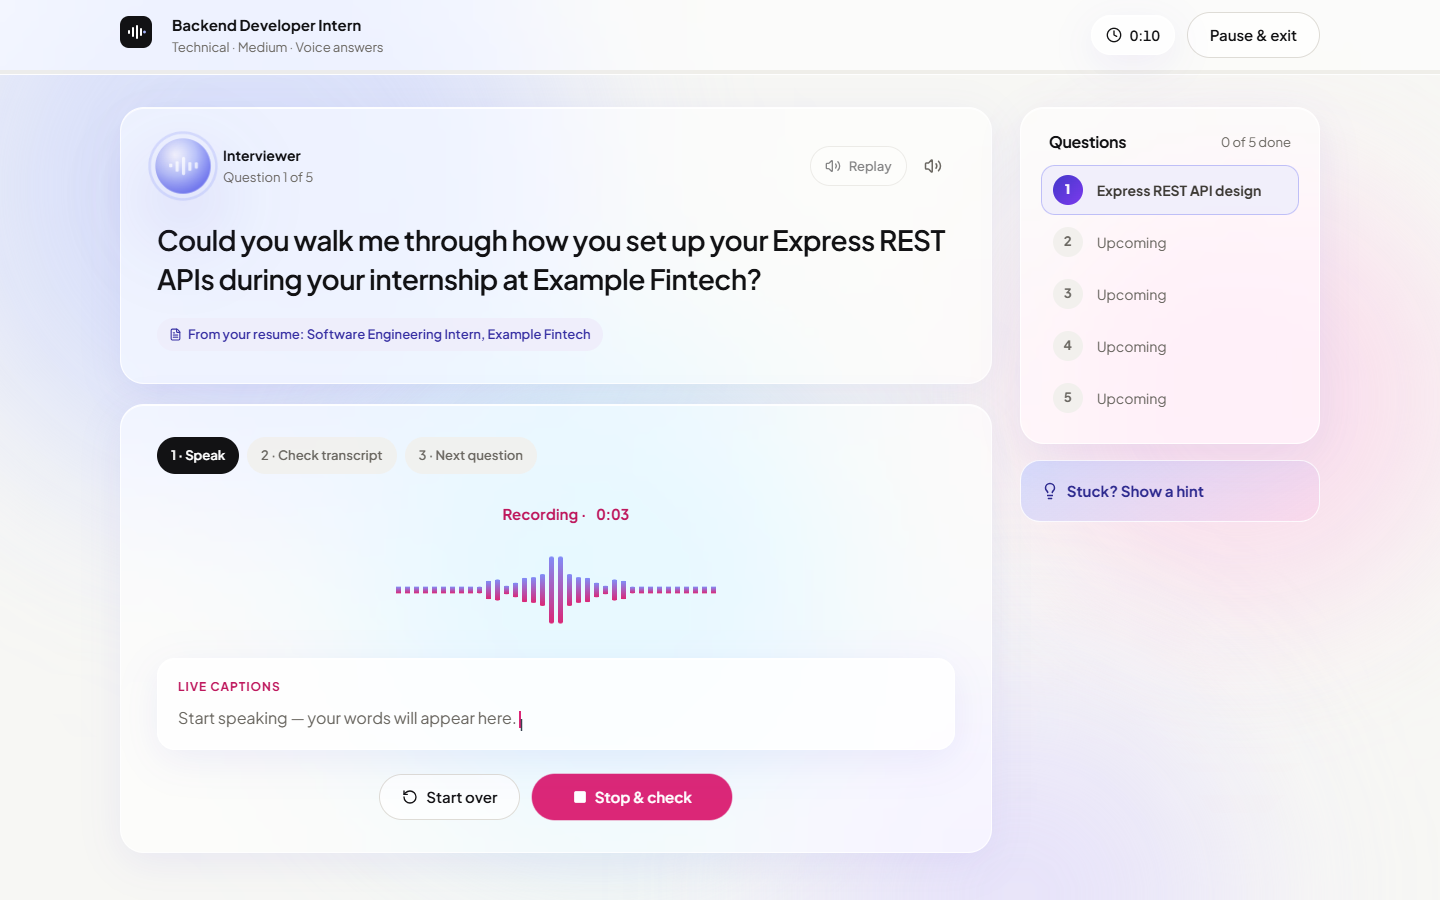 Backend Developer Intern
Technical · Medium · Voice answers
0:10
Pause & exit
Interviewer
Question 1 of 5
Replay
Could you walk me through how you set up your Express REST
APIs during your internship at Example Fintech?
From your resume: Software Engineering Intern, Example Fintech
1 · Speak
2 · Check transcript
3 · Next question
Recording · 0:03
LIVE CAPTIONS
Start speaking — your words will appear here.
Start over
Stop & check
Questions
0 of 5 done
1 Express REST API design
2 Upcoming
3 Upcoming
4 Upcoming
5 Upcoming
Stuck? Show a hint